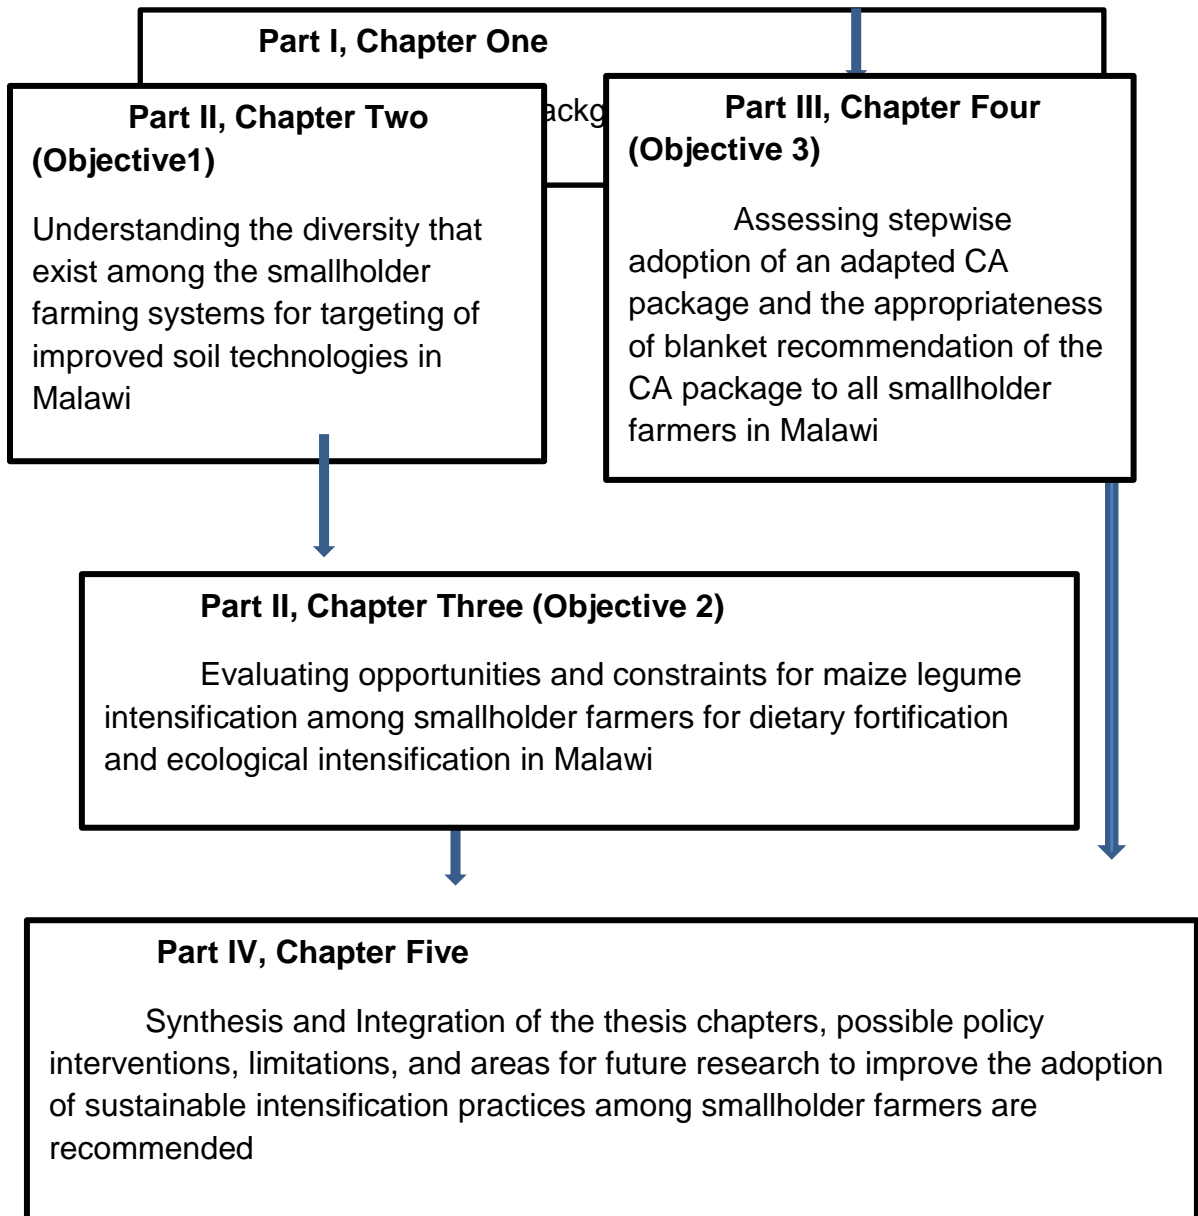 Part I, Chapter One
Part II, Chapter Two
(Objective1)
Understanding the diversity that
exist among the smallholder
farming systems for targeting of
improved soil technologies in
Malawi
Part III, Chapter Four
(Objective 3)
Assessing stepwise
adoption of an adapted CA
package and the appropriateness
of blanket recommendation of the
CA package to all smallholder
farmers in Malawi
Part II, Chapter Three (Objective 2)
Evaluating opportunities and constraints for maize legume
intensification among smallholder farmers for dietary fortification
and ecological intensification in Malawi
Part IV, Chapter Five
Synthesis and Integration of the thesis chapters, possible policy
interventions, limitations, and areas for future research to improve the adoption
of sustainable intensification practices among smallholder farmers are
recommended